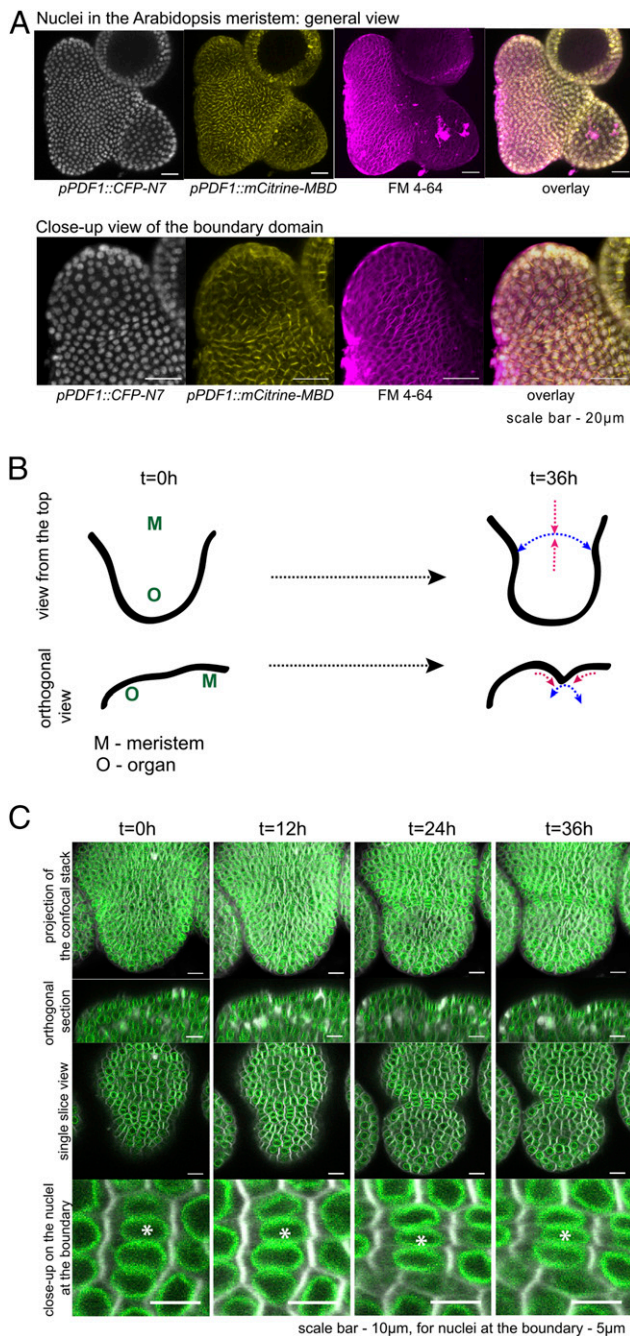 A
Nuclei in the Arabidopsis meristem: general view
pPDF1::CFP-N7
pPDF1::mCitrine-MBD
FM 4-64
overlay
Close-up view of the boundary domain
pPDF1::CFP-N7
pPDF1::mCitrine-MBD
FM 4-64
overlay
scale bar - 20µm
B
t=0h
t=36h
view from the top
M
O
orthogonal
view
O
M
M - meristem
O - organ
C
t=0h
t=12h
t=24h
t=36h
projection of
the confocal stack
orthogonal
section
single slice view
close-up on the nuclei
at the boundary
*
*
*
*
scale bar - 10µm, for nuclei at the boundary - 5µm